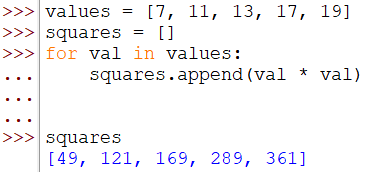 >>> values = [7, 11, 13, 17, 19]
>>> squares = []
>>> for val in values:
...     squares.append(val * val)
...
...
>>> squares
[49, 121, 169, 289, 361]